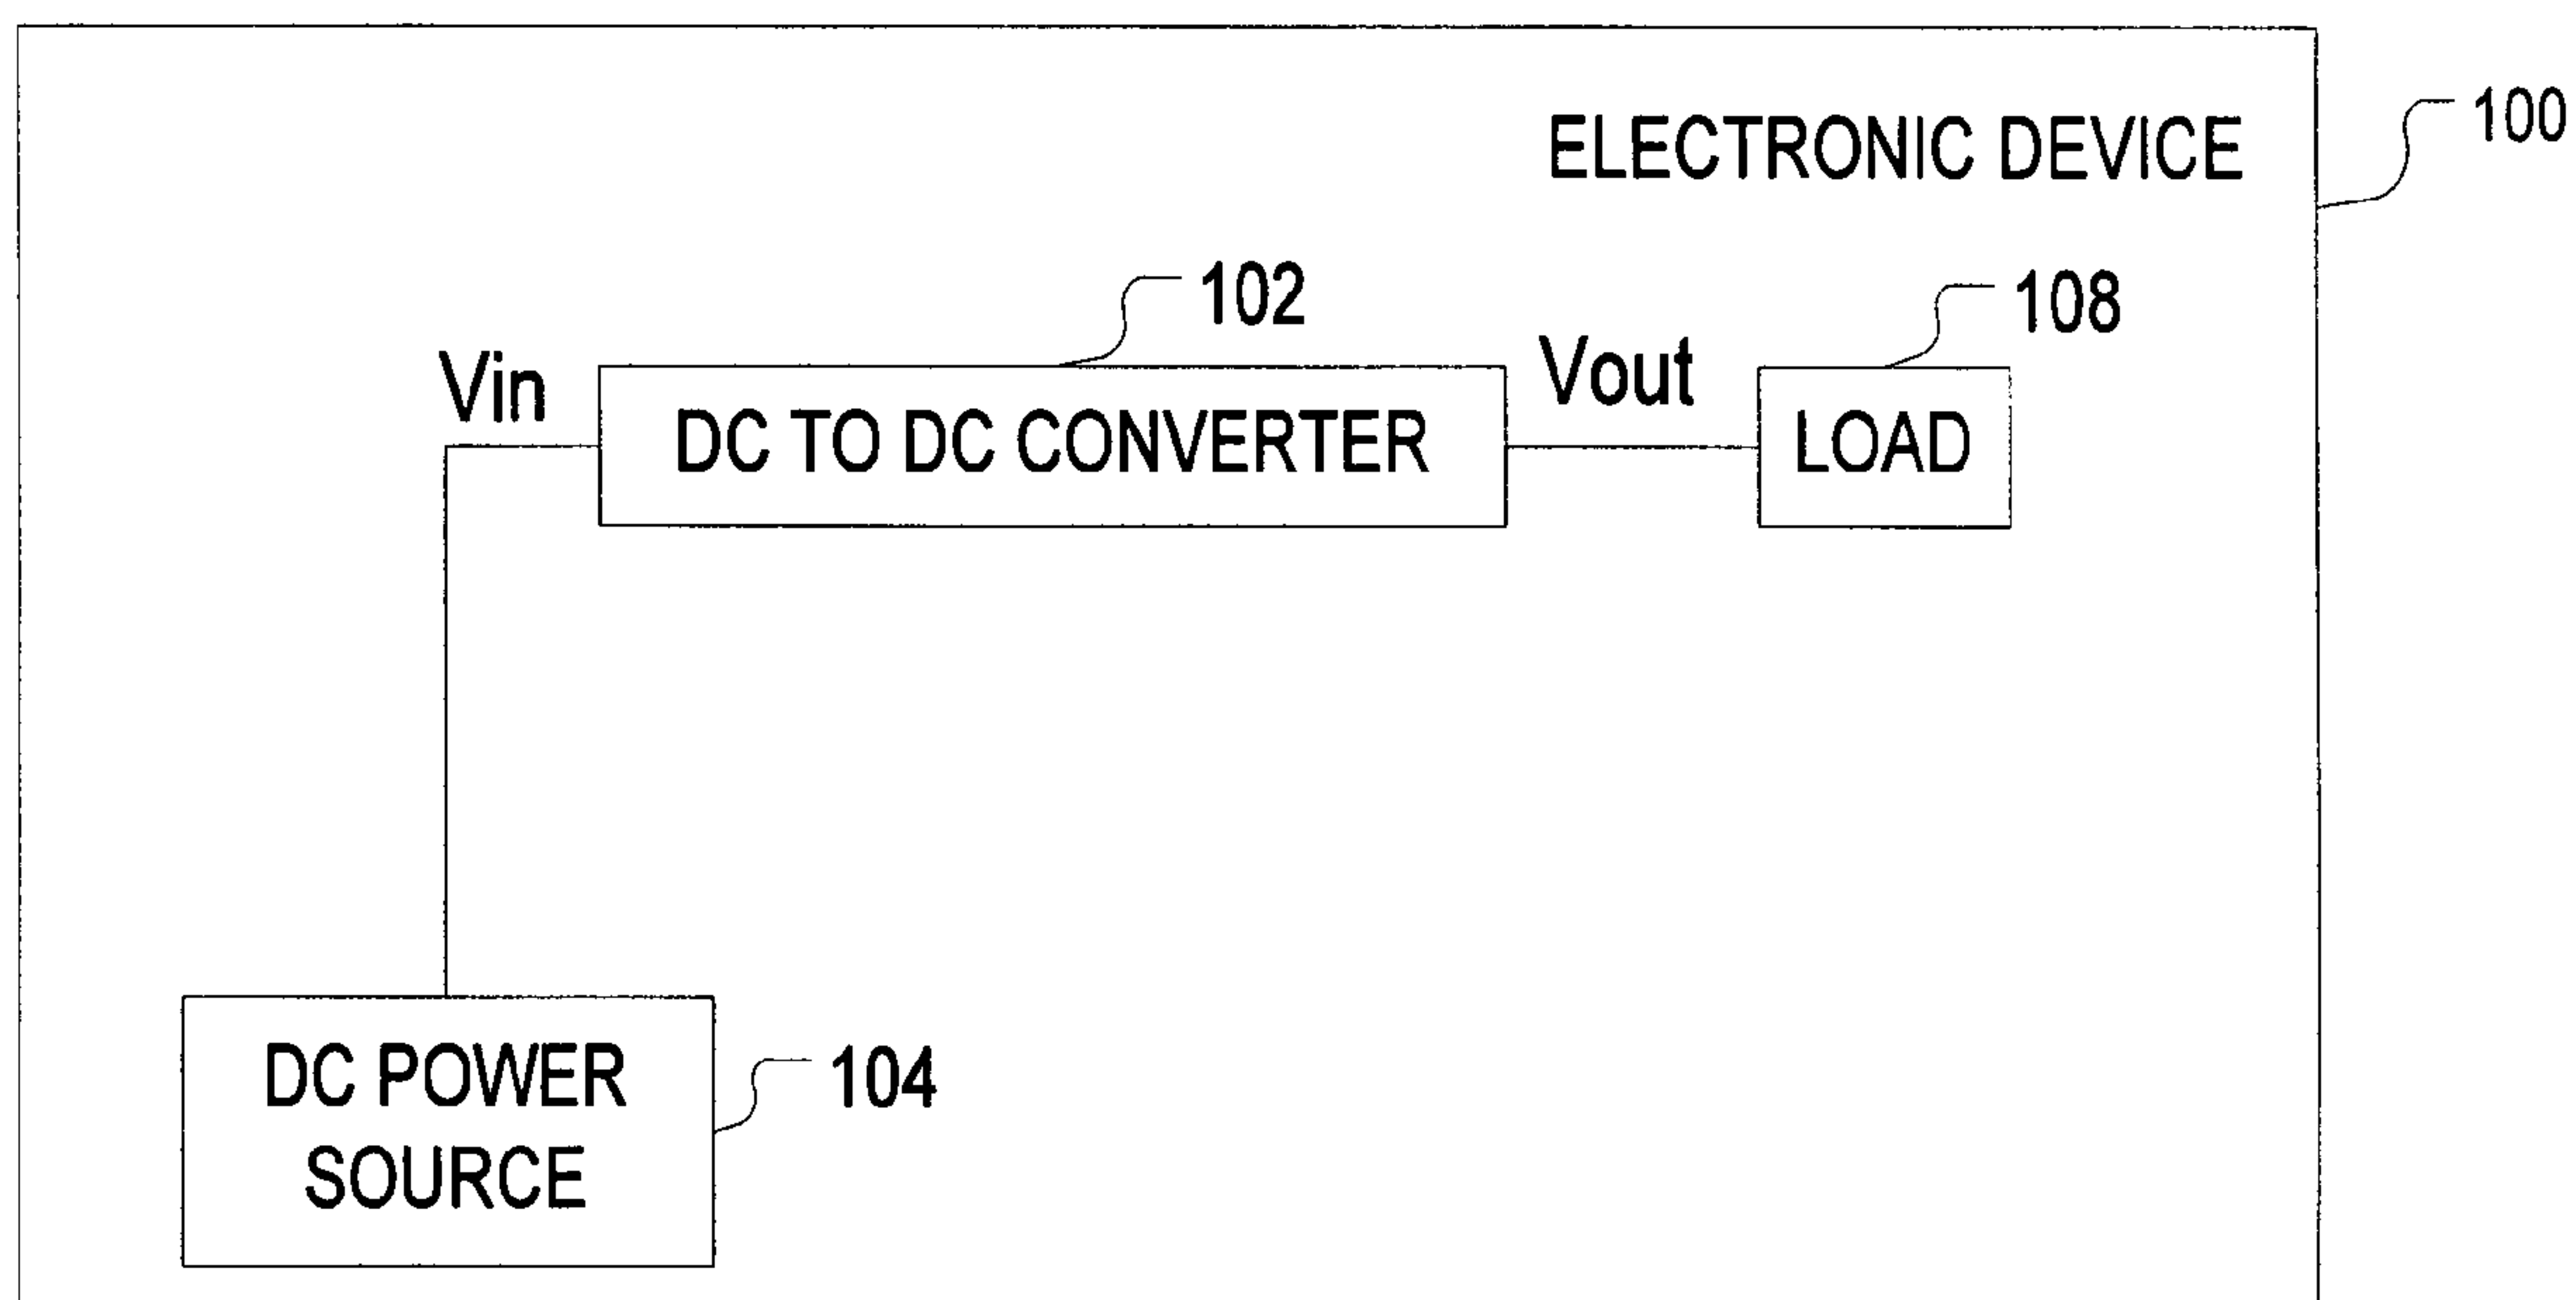 100
ELECTRONIC DEVICE
102
108
Vin
Vout
DC TO DC CONVERTER
LOAD
DC POWER
SOURCE
104